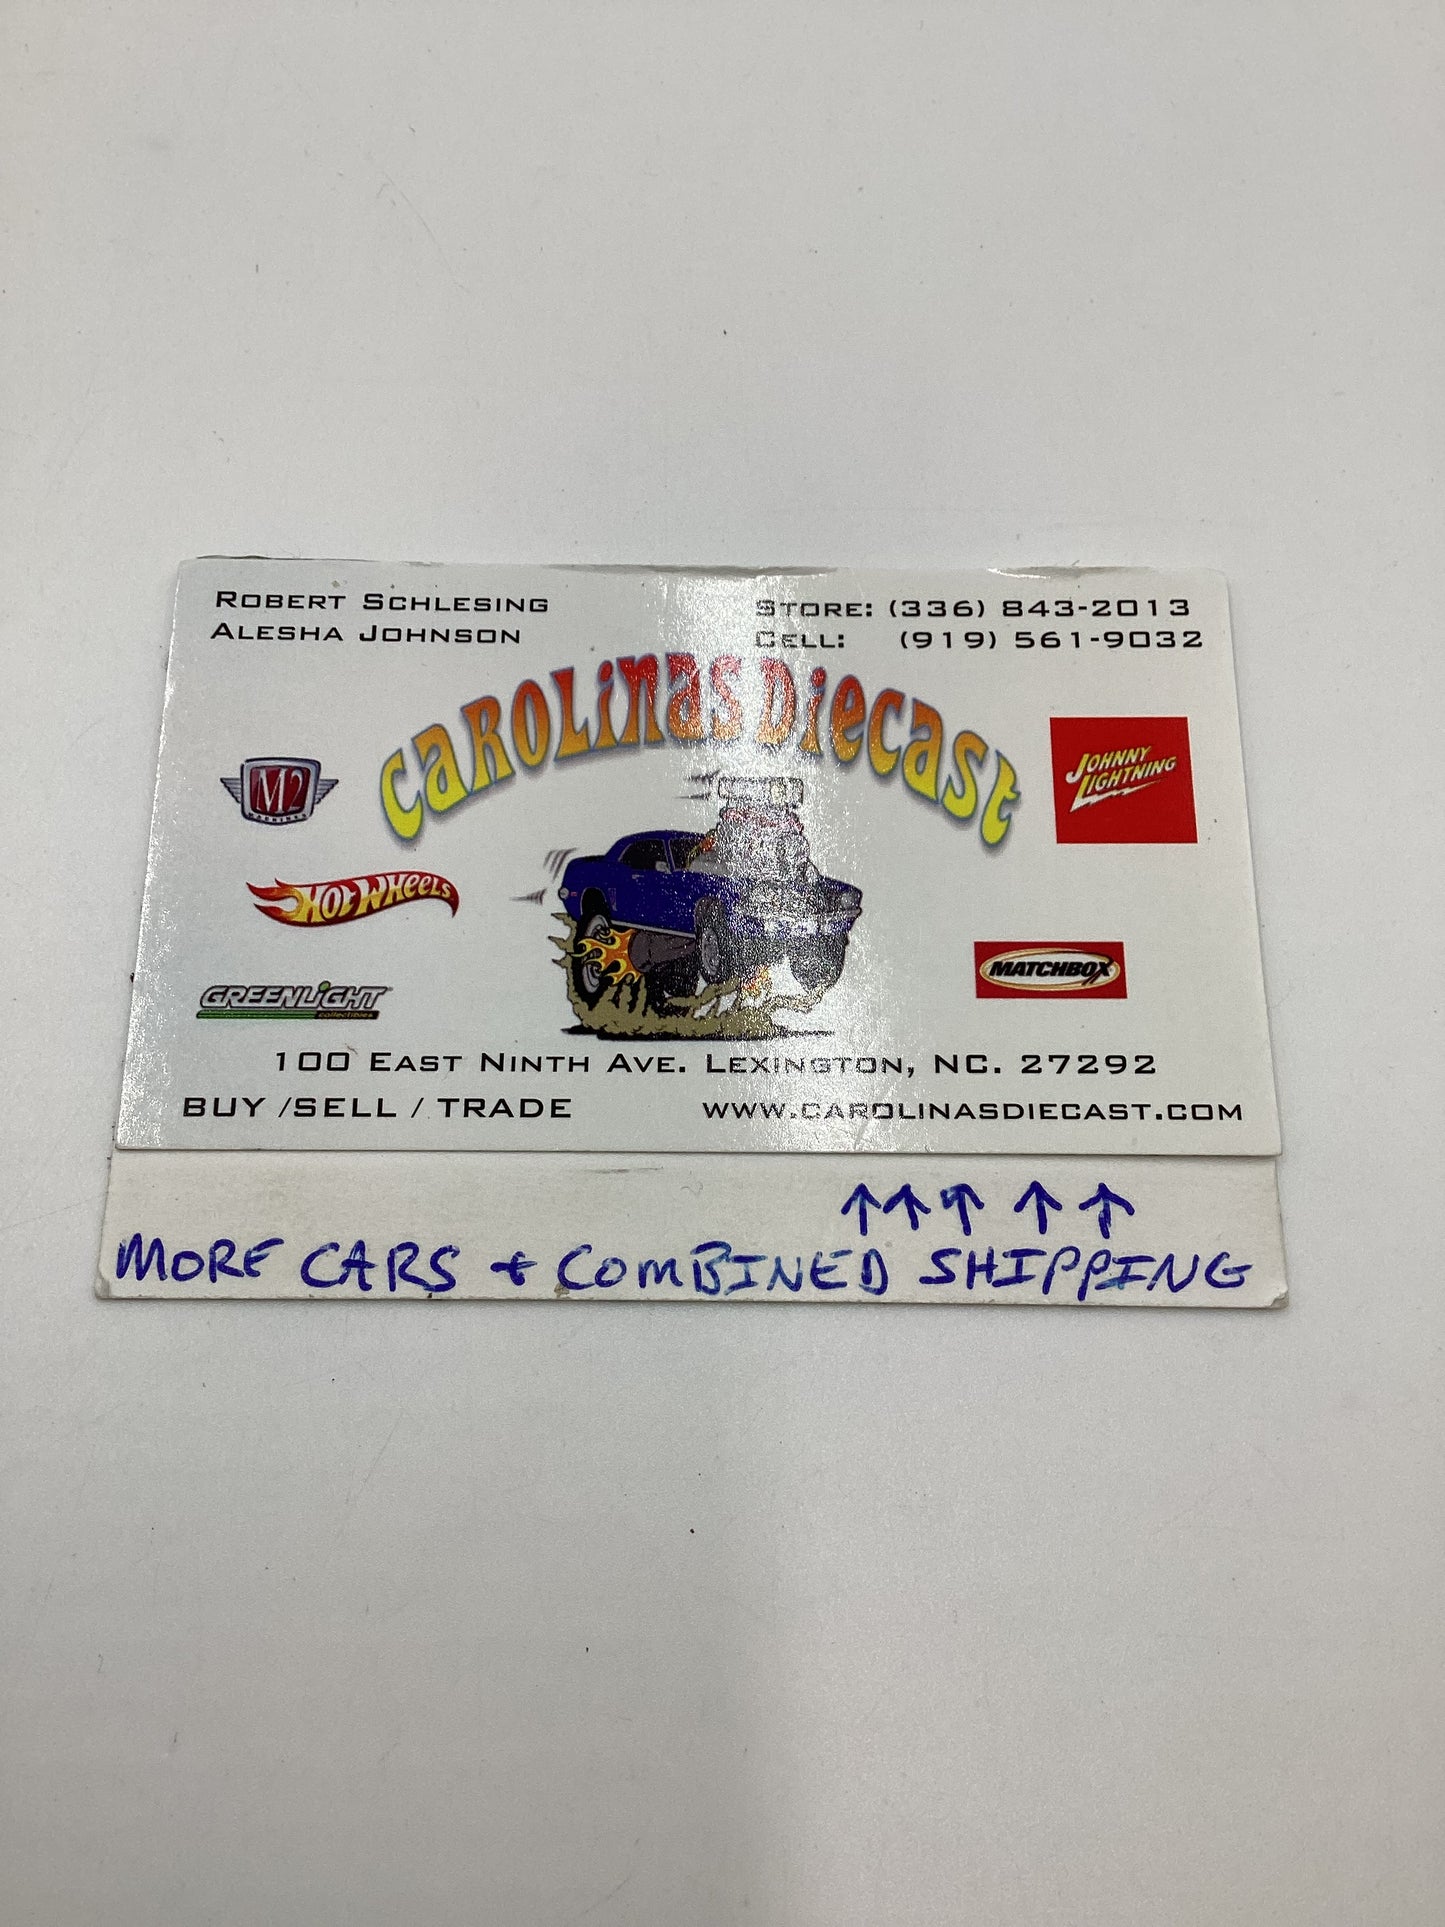 ROBERT SCHLESING
ALESHA JOHNSON
STORE: (336) 843-2013
CELL: (919) 561-9032
CAROLINAS DIECAST
M2
MACHINES
JOHNNY
LIGHTNING
HOT WHEELS
MATCHBOX
GREENLIGHT
collectibles
100 EAST NINTH AVE. LEXINGTON, NC. 27292
BUY /SELL / TRADE
WWW.CAROLINASDIECAST.COM
↑ ↑ ↑ ↑ ↑
MORE CARS + COMBINED SHIPPING